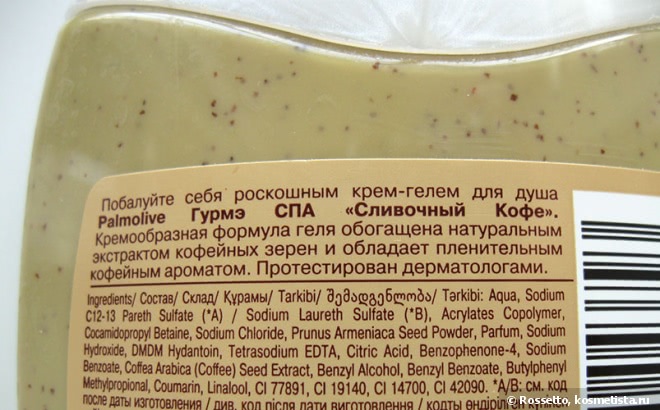 Побалуйте себя роскошным крем-гелем для душа
Palmolive Гурмэ СПА «Сливочный Кофе».
Кремообразная формула геля обогащена натуральным
экстрактом кофейных зерен и обладает пленительным
кофейным ароматом. Протестирован дерматологами.
Ingredients/ Состав/ Склад/ Құрамы/ Tarkibi/ შემადგენლობა/ Tərkibi: Aqua, Sodium
C12-13 Pareth Sulfate (*A) / Sodium Laureth Sulfate (*B), Acrylates Copolymer,
Cocamidopropyl Betaine, Sodium Chloride, Prunus Armeniaca Seed Powder, Parfum, Sodium
Hydroxide, DMDM Hydantoin, Tetrasodium EDTA, Citric Acid, Benzophenone-4, Sodium
Benzoate, Coffea Arabica (Coffee) Seed Extract, Benzyl Alcohol, Benzyl Benzoate, Butylphenyl
Methylpropional, Coumarin, Linalool, CI 77891, CI 19140, CI 14700, CI 42090. *A/B: см. код
после даты изготовления / див. код після дати виготовлення / коды өндірілген
© Rossetto, kosmetista.ru